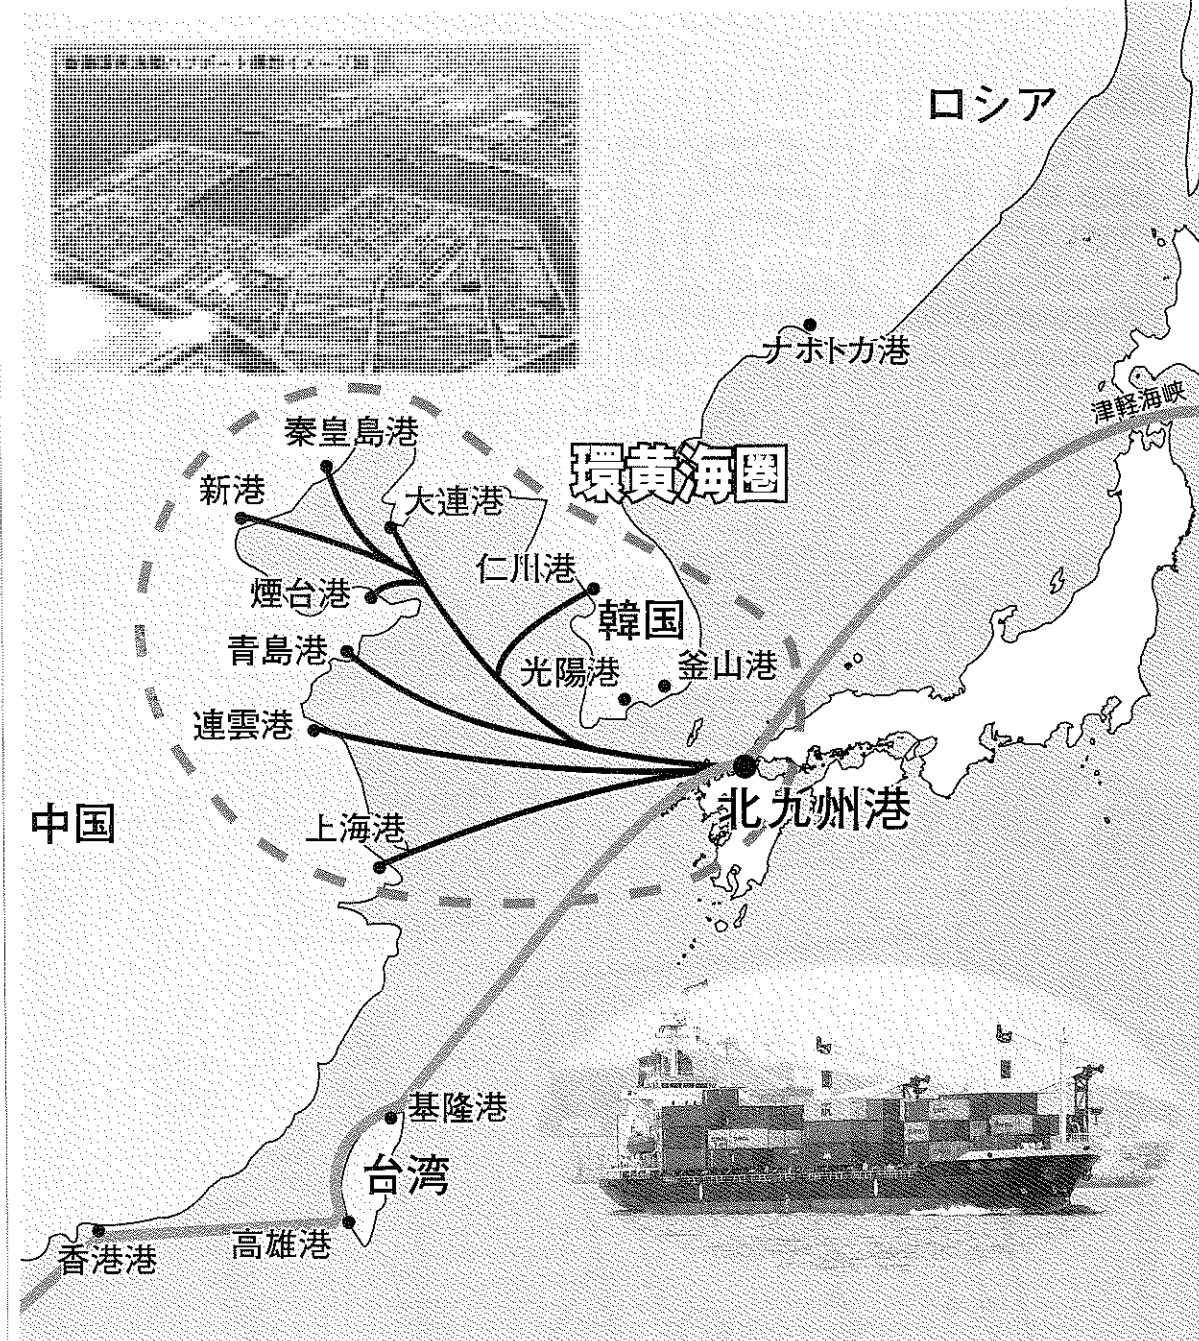 ロシア
ナホトカ港
津軽海峡
秦皇島港
環黄海圏
新港
大連港
仁川港
煙台港
韓国
青島港
光陽港
釜山港
連雲港
北九州港
中国
上海港
基隆港
台湾
高雄港
香港港